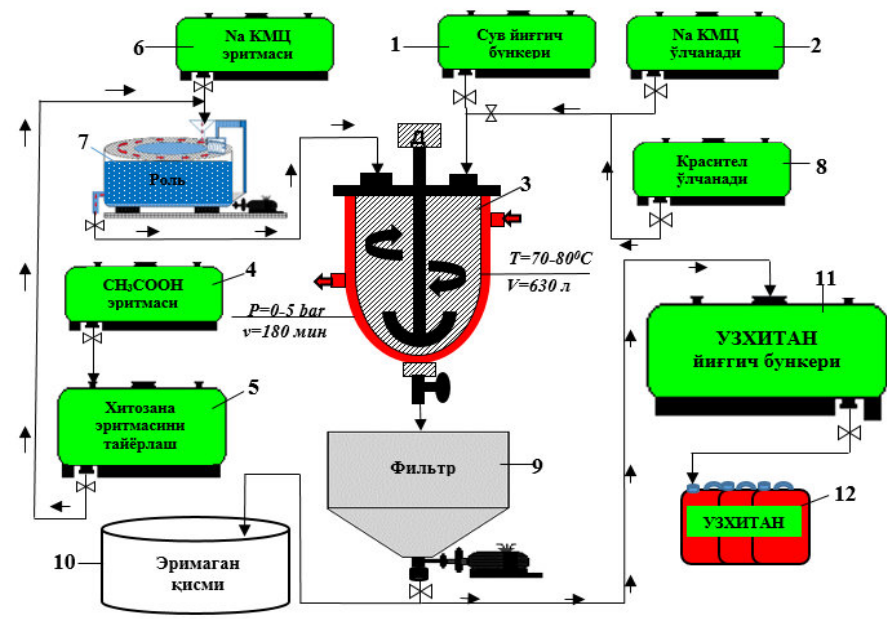 6
Na КМЦ
эритмаси
1
Сув йиғгич
бункери
Na КМЦ
ўлчанади
2
7
Роль
Д
3
Красител
ўлчанади
8
T=70-80⁰C
V=630 л
CH₃COOH
эритмаси
4
P=0-5 bar
v=180 мин
11
УЗХИТАН
йиғгич бункери
Хитозана
эритмасини
тайёрлаш
5
Фильтр
9
12
УЗХИТАН
10
Эримаган
қисми